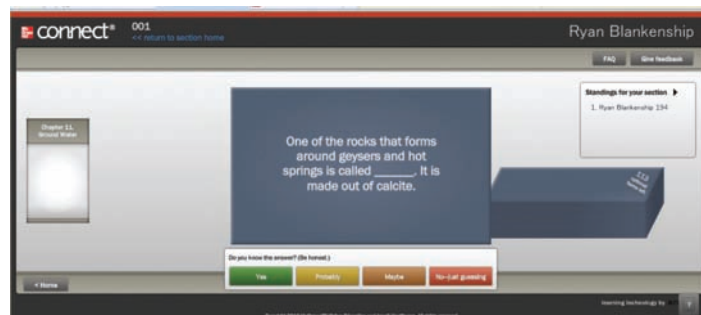 connect®
001
<< return to section home
Ryan Blankenship
FAQ
Give feedback
Standings for your section
1. Ryan Blankenship 194
Chapter 11.
Ground Water
One of the rocks that forms
around geysers and hot
springs is called ______. It is
made out of calcite.
Do you know the answer? (Be honest.)
Yes
Probably
Maybe
No–just guessing
< Home
learning technology by
?